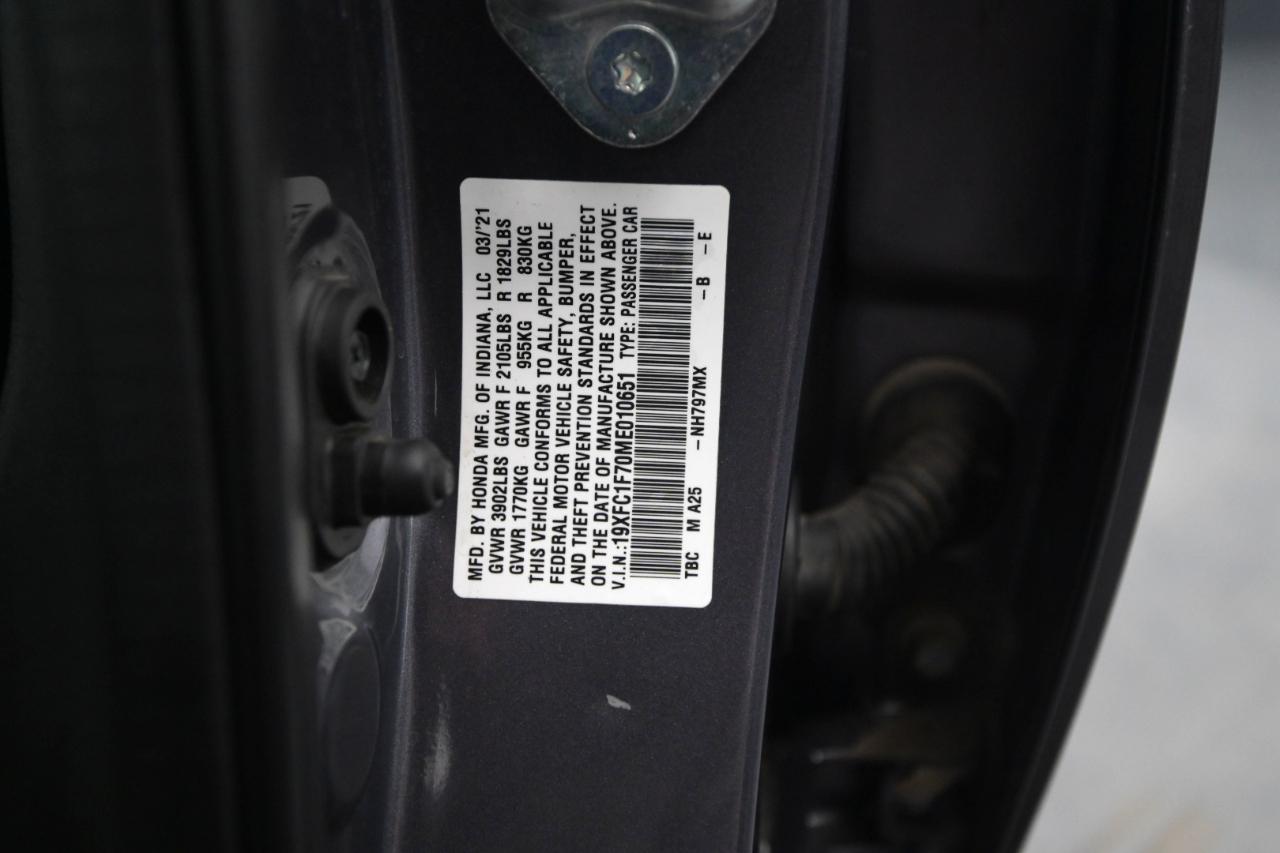 MFD. BY HONDA MFG. OF INDIANA, LLC 03/'21
GVWR 3902LBS GAWR F 2105LBS R 1829LBS
GVWR 1770KG GAWR F 955KG R 830KG
THIS VEHICLE CONFORMS TO ALL APPLICABLE
FEDERAL MOTOR VEHICLE SAFETY, BUMPER,
AND THEFT PREVENTION STANDARDS IN EFFECT
ON THE DATE OF MANUFACTURE SHOWN ABOVE.
V.I.N.:19XFC1F70ME010651 TYPE: PASSENGER CAR
TBC M A25 -NH797MX -B -E